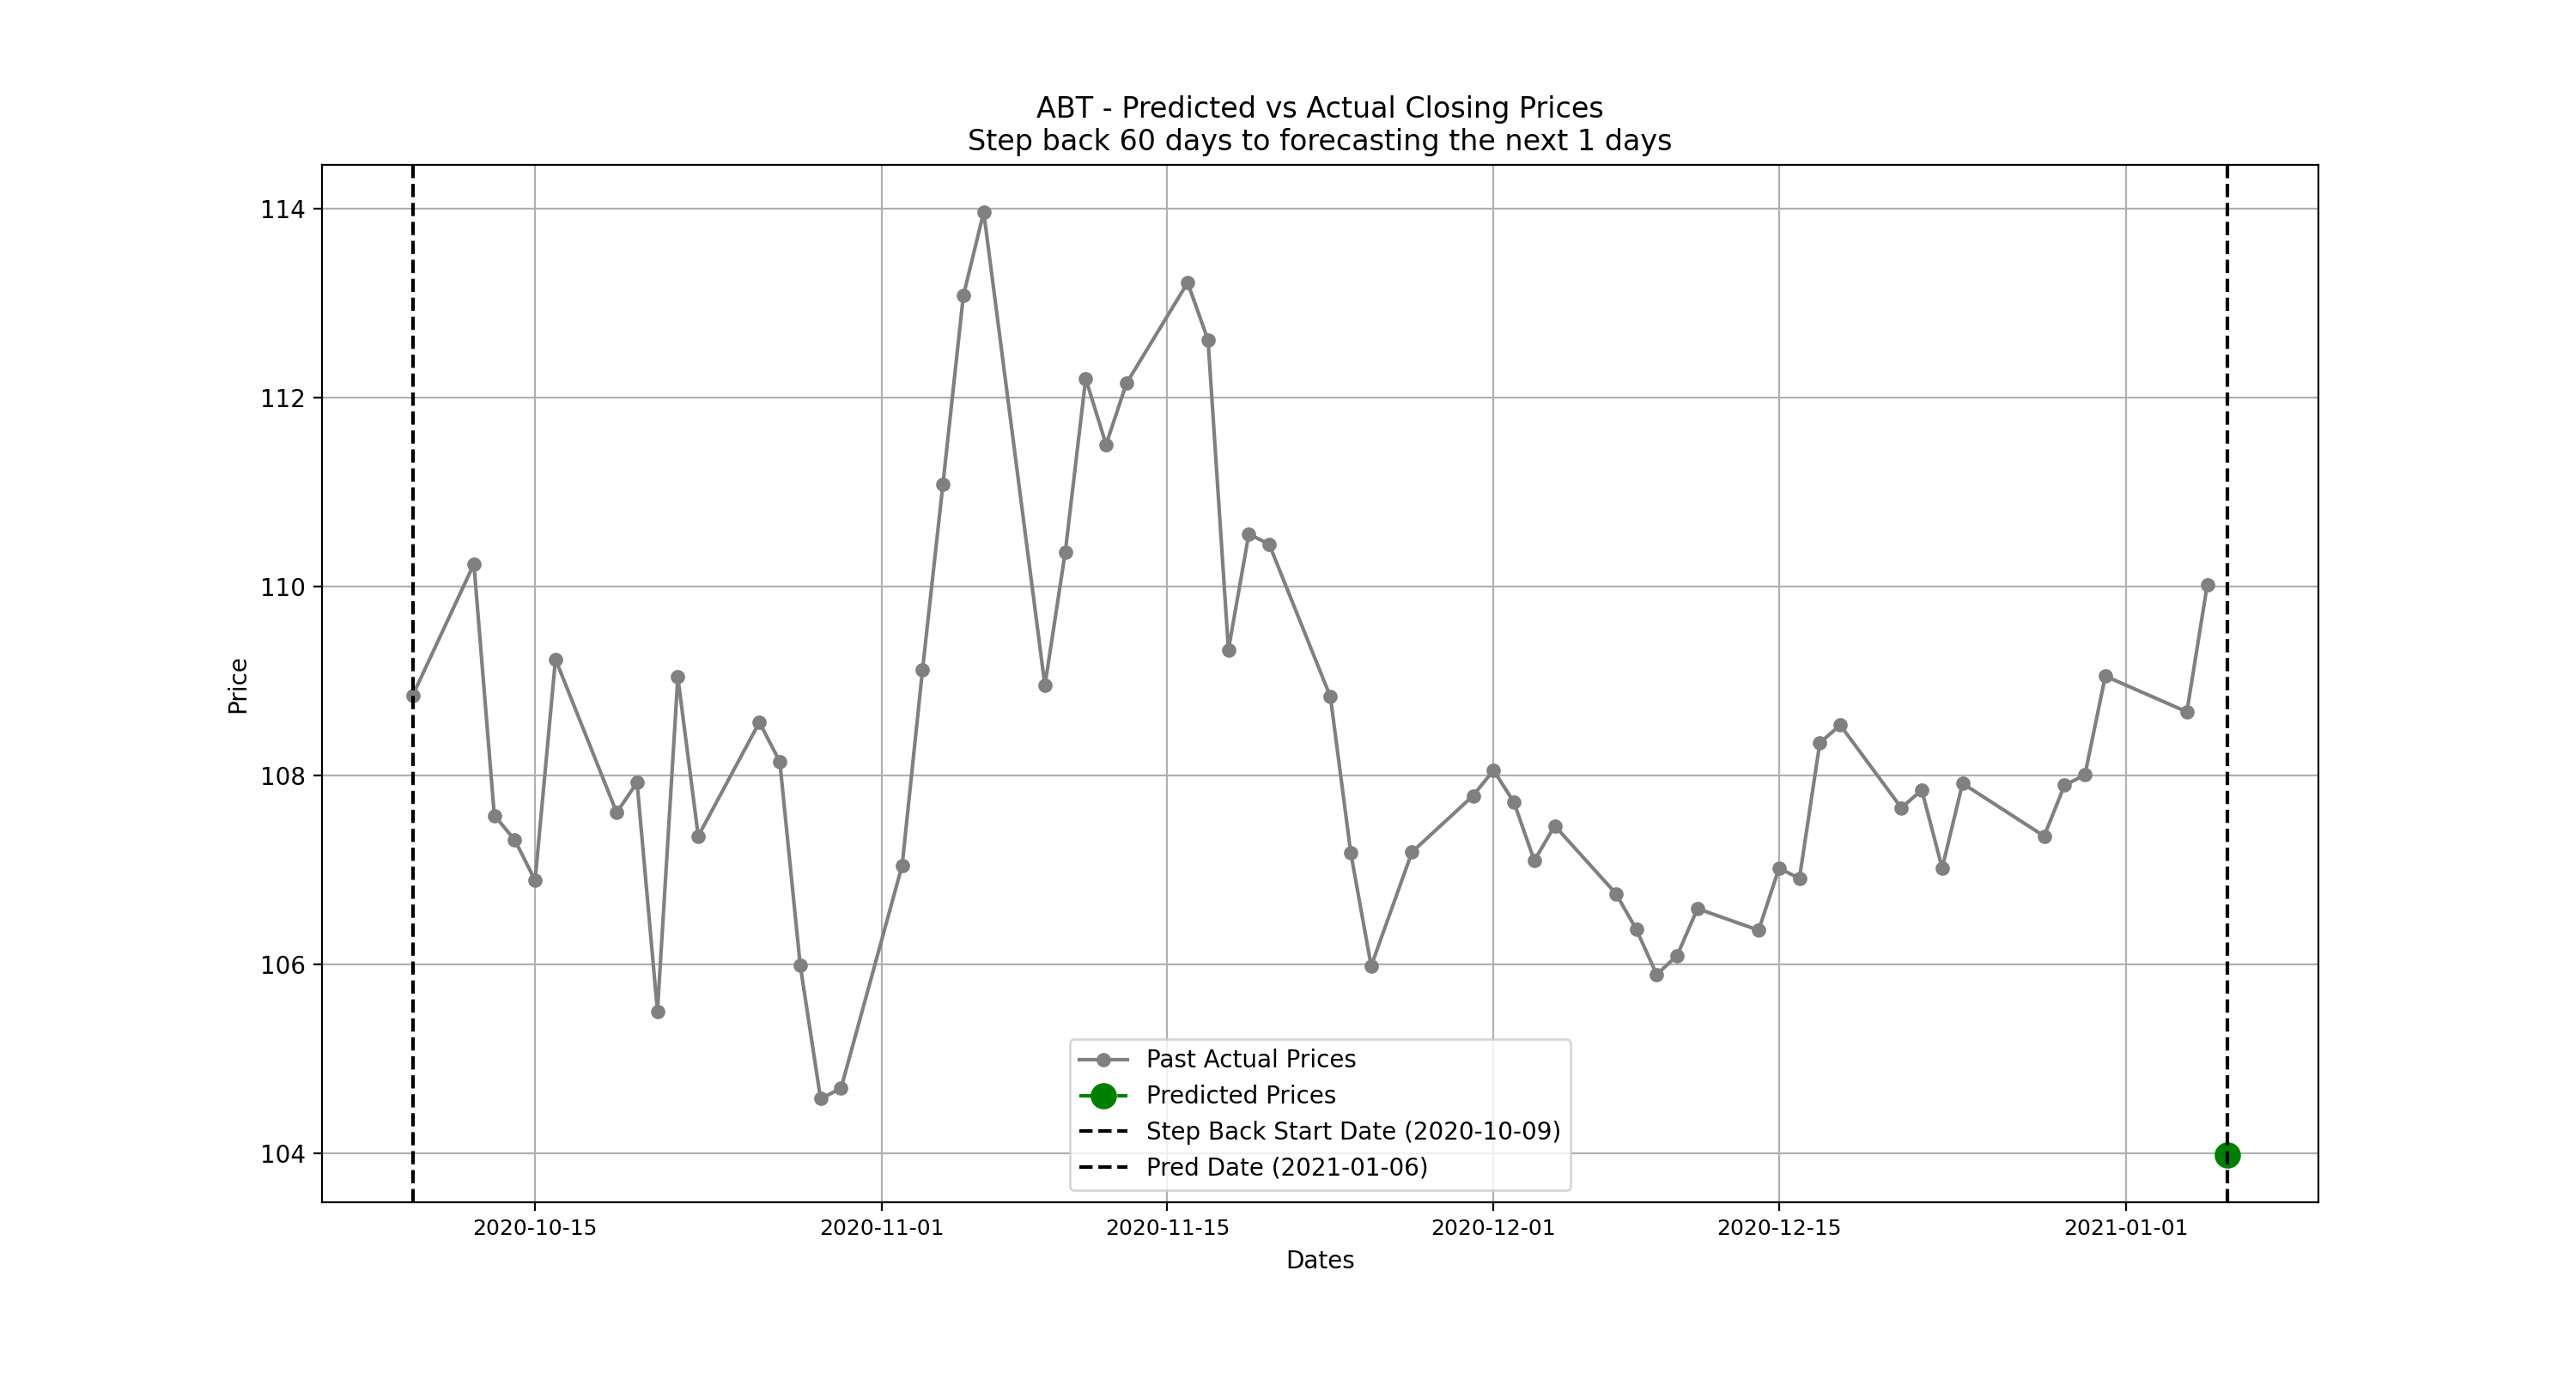 ABT - Predicted vs Actual Closing Prices
Step back 60 days to forecasting the next 1 days
Price
114
112
110
108
106
104
Past Actual Prices
Predicted Prices
Step Back Start Date (2020-10-09)
Pred Date (2021-01-06)
2020-10-15
2020-11-01
2020-11-15
2020-12-01
2020-12-15
2021-01-01
Dates